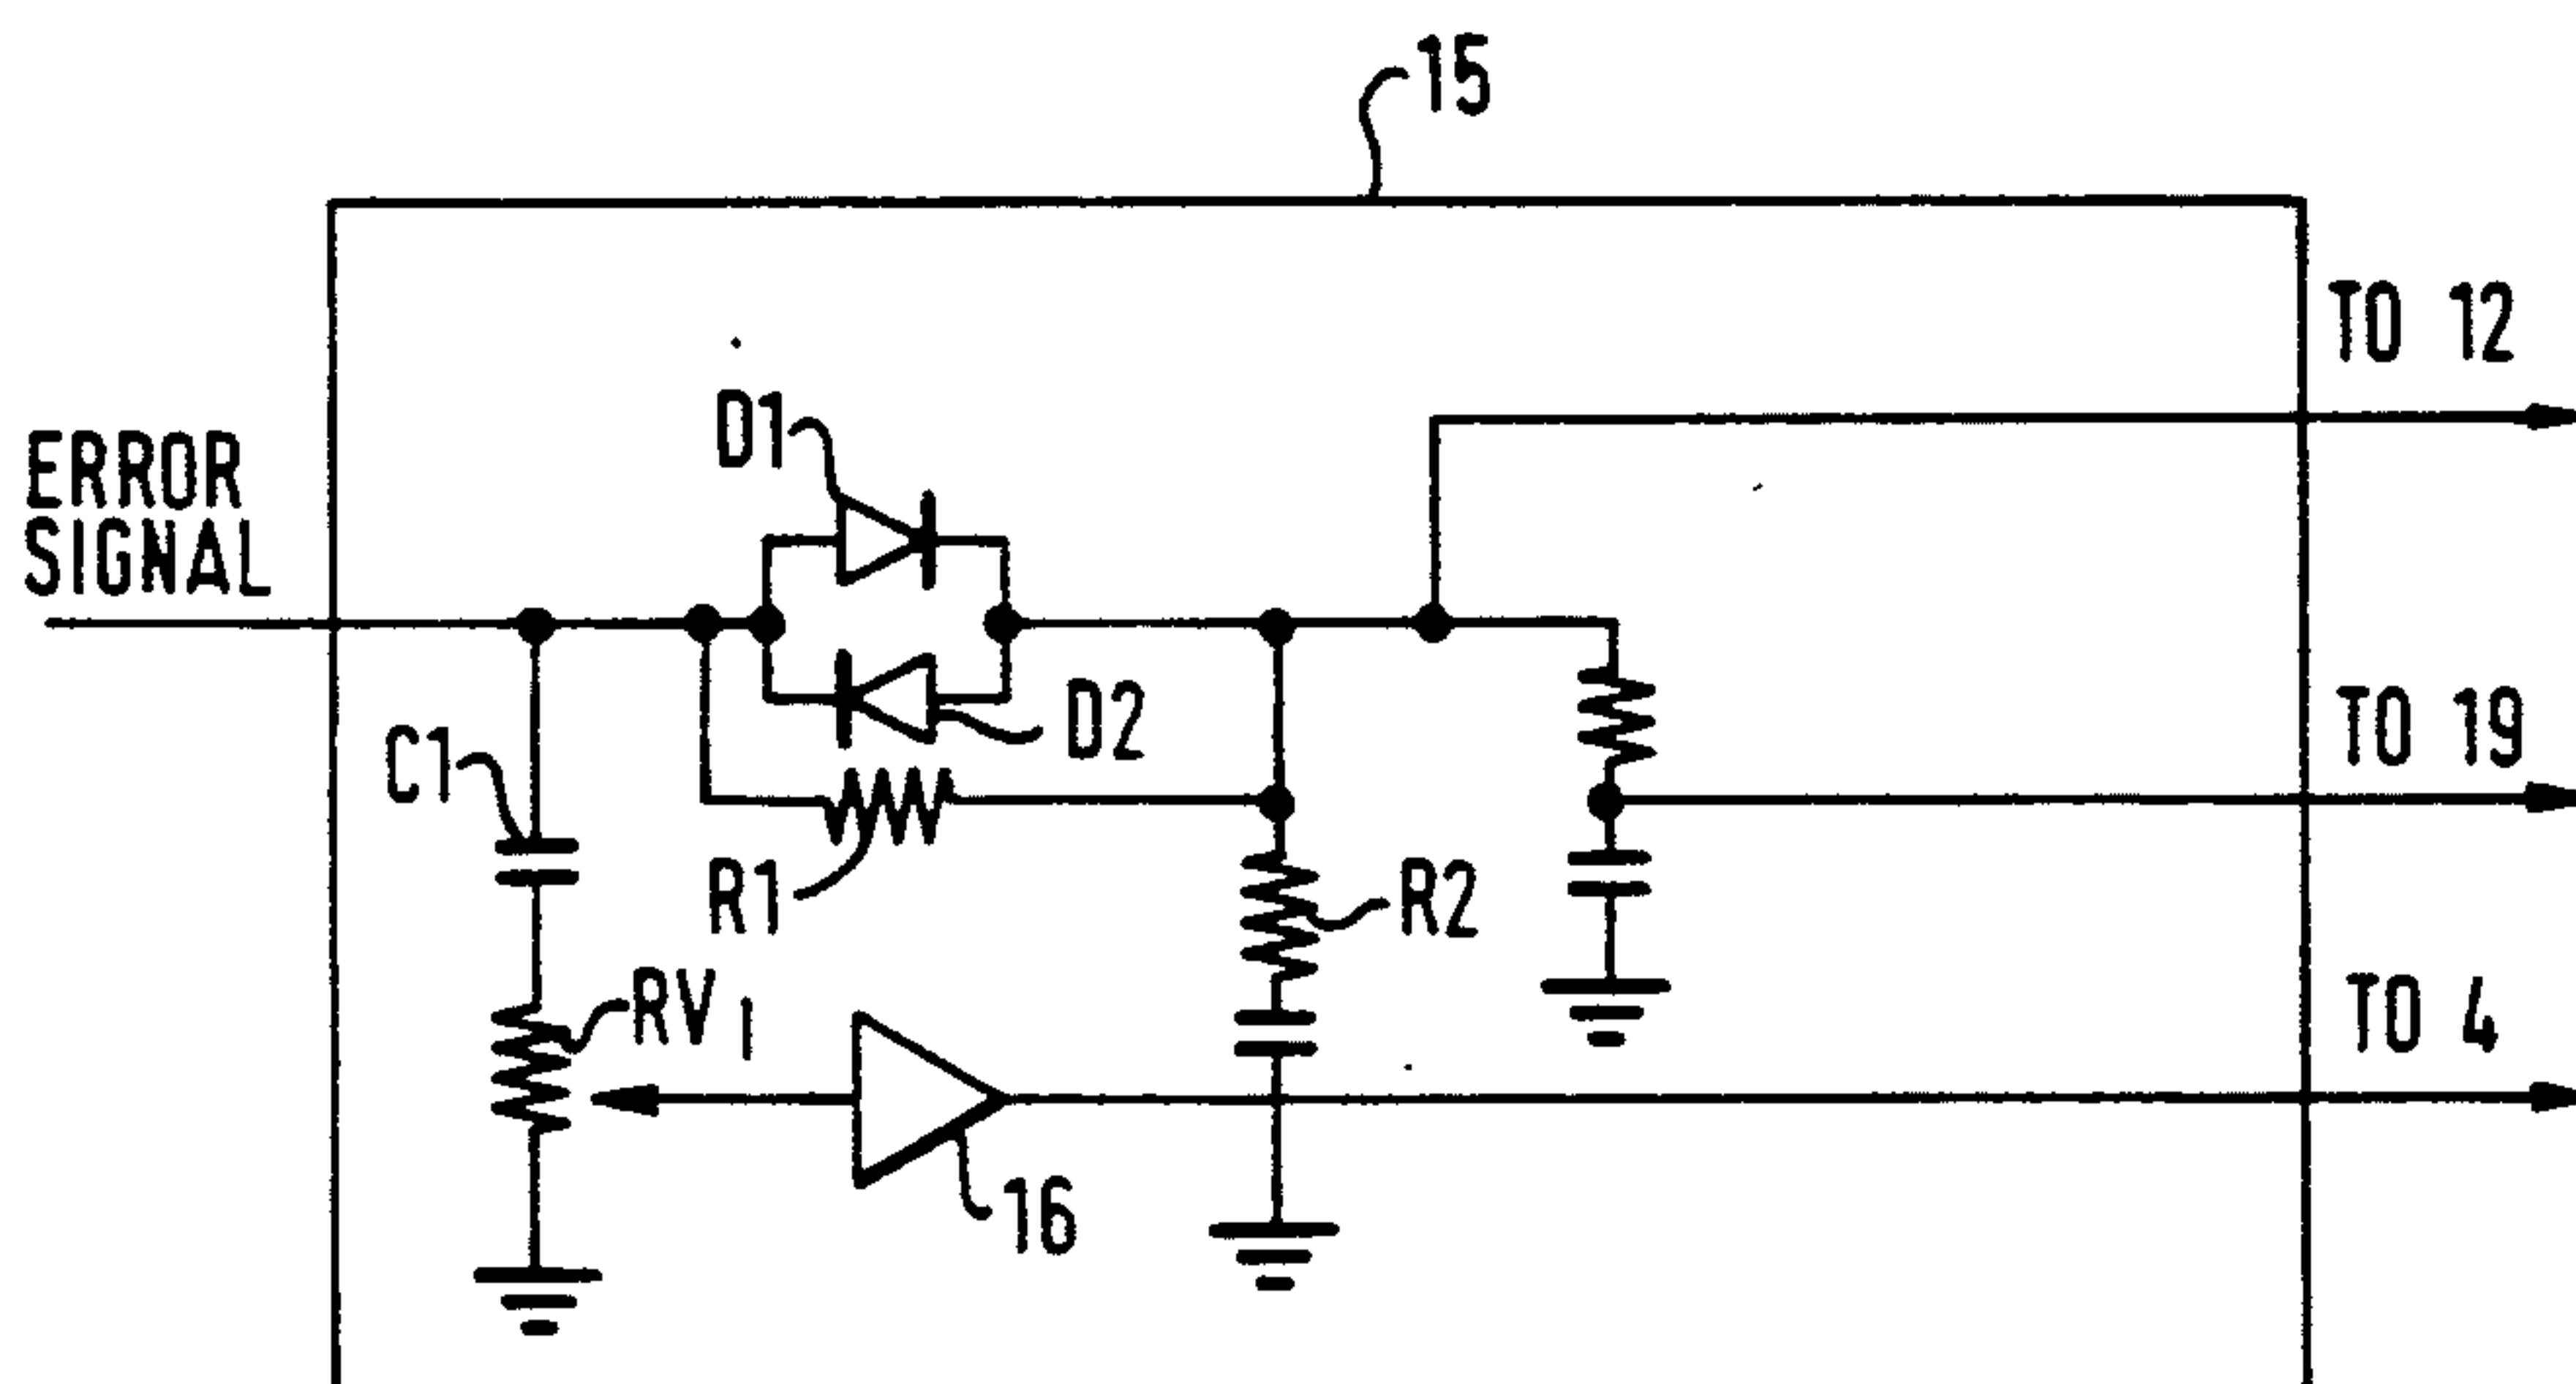 15
TO 12
D1
ERROR
SIGNAL
D2
TO 19
C1
R1
R2
RV1
TO 4
16